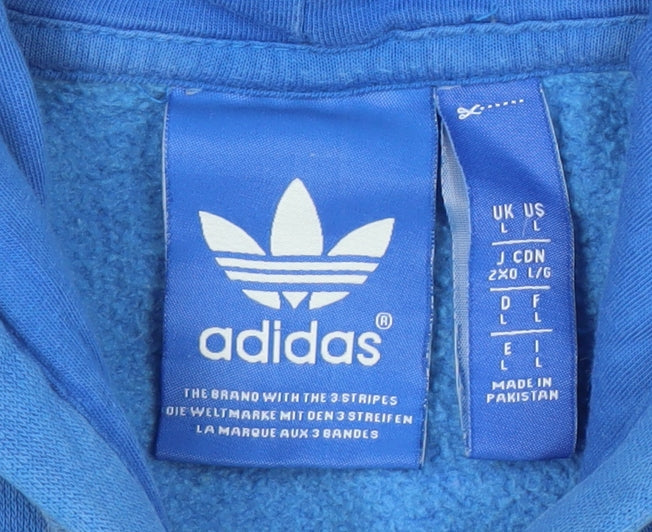 adidas®
THE BRAND WITH THE 3 STRIPES
DIE WELTMARKE MIT DEN 3 STREIFEN
LA MARQUE AUX 3 BANDES
UK US
L L
J CDN
2XO L/G
D F
L L
E I
L L
MADE IN
PAKISTAN